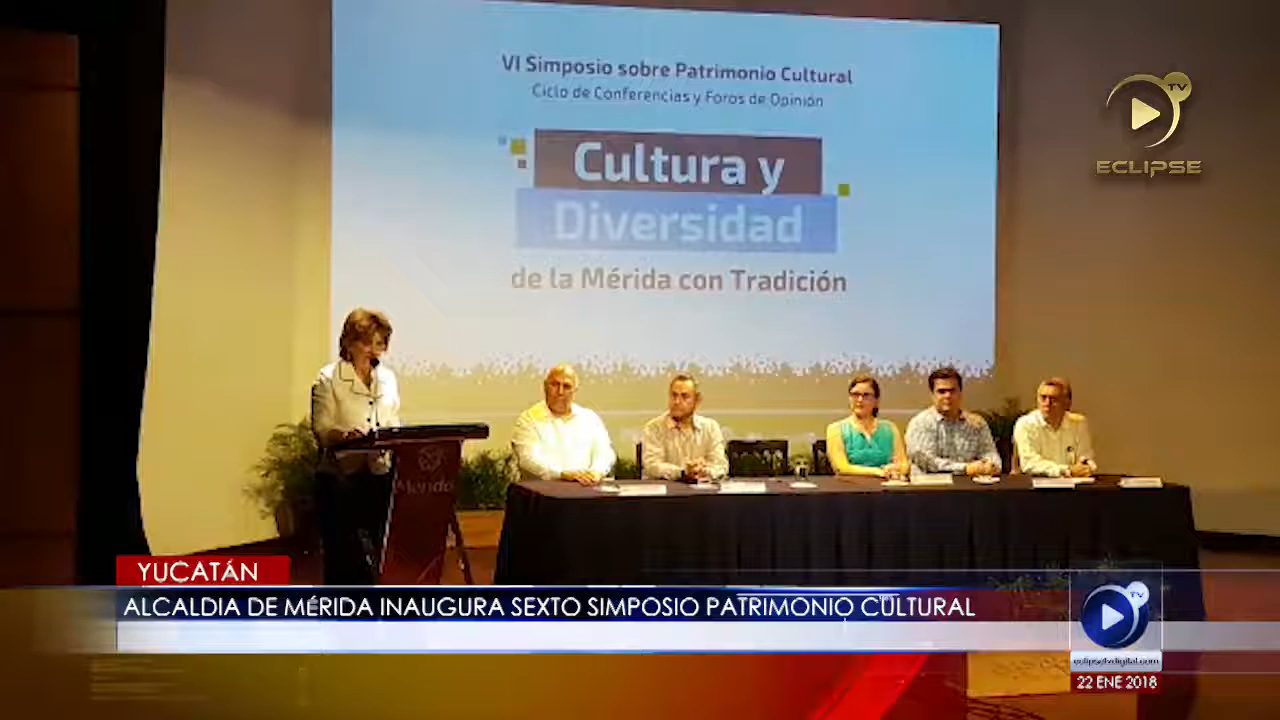 VI Simposio sobre Patrimonio Cultural
Ciclo de Conferencias y Foros de Opinión
Cultura y
Diversidad
de la Mérida con Tradición
TV
ECLIPSE
Mérida
YUCATÁN
ALCALDIA DE MÉRIDA INAUGURA SEXTO SIMPOSIO PATRIMONIO CULTURAL
TV
eclipsetvdigital.com
22 ENE 2018